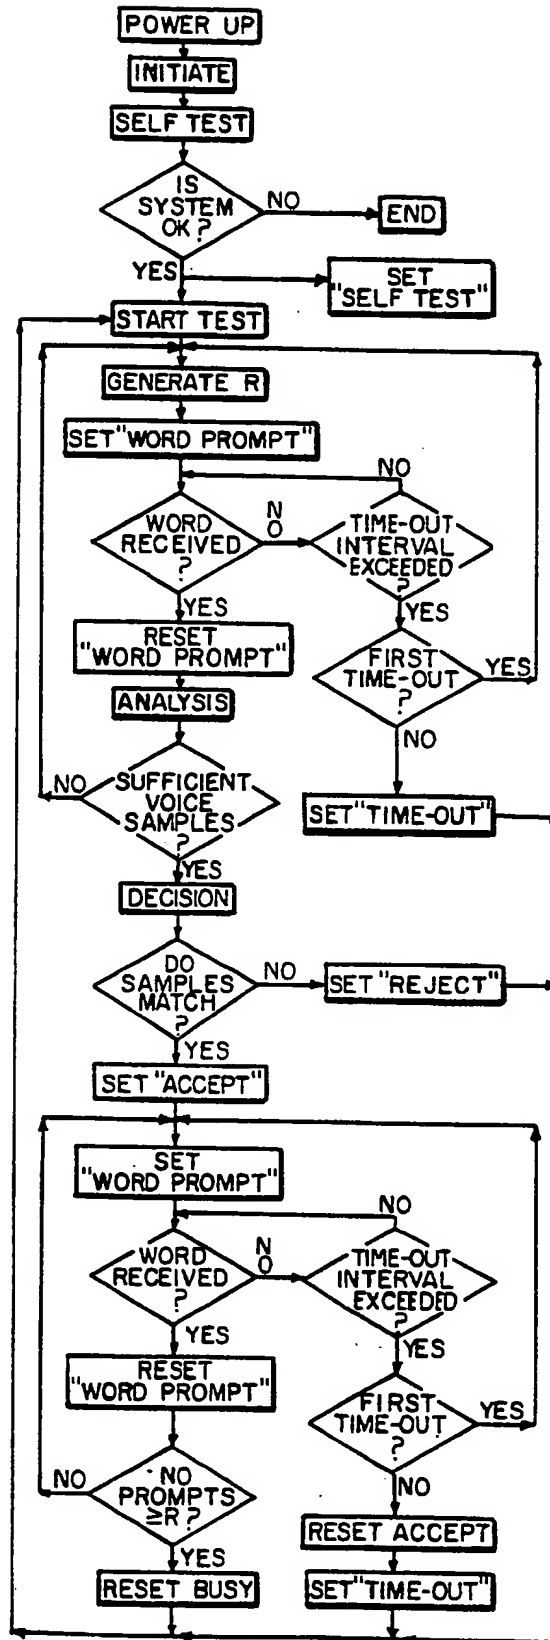 POWER UP
INITIATE
SELF TEST
IS
SYSTEM
OK?
NO
END
YES
SET
"SELF TEST"
START TEST
GENERATE R
SET "WORD PROMPT"
NO
WORD
RECEIVED
?
NO
TIME-OUT
INTERVAL
EXCEEDED
?
YES
YES
RESET
"WORD PROMPT"
FIRST
TIME-OUT
?
YES
ANALYSIS
NO
SUFFICIENT
VOICE
SAMPLES
?
NO
SET "TIME-OUT"
YES
DECISION
DO
SAMPLES
MATCH
?
NO
SET "REJECT"
YES
SET "ACCEPT"
SET
"WORD PROMPT"
NO
WORD
RECEIVED
?
NO
TIME-OUT
INTERVAL
EXCEEDED
?
YES
YES
RESET
"WORD PROMPT"
FIRST
TIME-OUT
?
YES
NO
NO
PROMPTS
≥R?
NO
RESET ACCEPT
YES
RESET BUSY
SET "TIME-OUT"